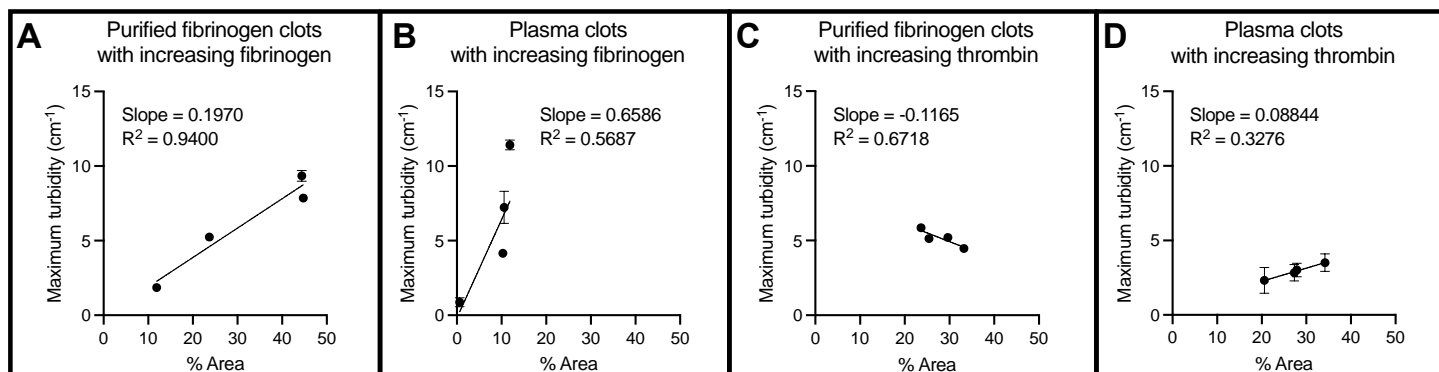 A
Purified fibrinogen clots
with increasing fibrinogen
Slope = 0.1970
R² = 0.9400
Maximum turbidity (cm⁻¹)
15
10
5
0
0 10 20 30 40 50
% Area
B
Plasma clots
with increasing fibrinogen
Slope = 0.6586
R² = 0.5687
Maximum turbidity (cm⁻¹)
15
10
5
0
0 10 20 30 40 50
% Area
C
Purified fibrinogen clots
with increasing thrombin
Slope = -0.1165
R² = 0.6718
Maximum turbidity (cm⁻¹)
15
10
5
0
0 10 20 30 40 50
% Area
D
Plasma clots
with increasing thrombin
Slope = 0.08844
R² = 0.3276
Maximum turbidity (cm⁻¹)
15
10
5
0
0 10 20 30 40 50
% Area